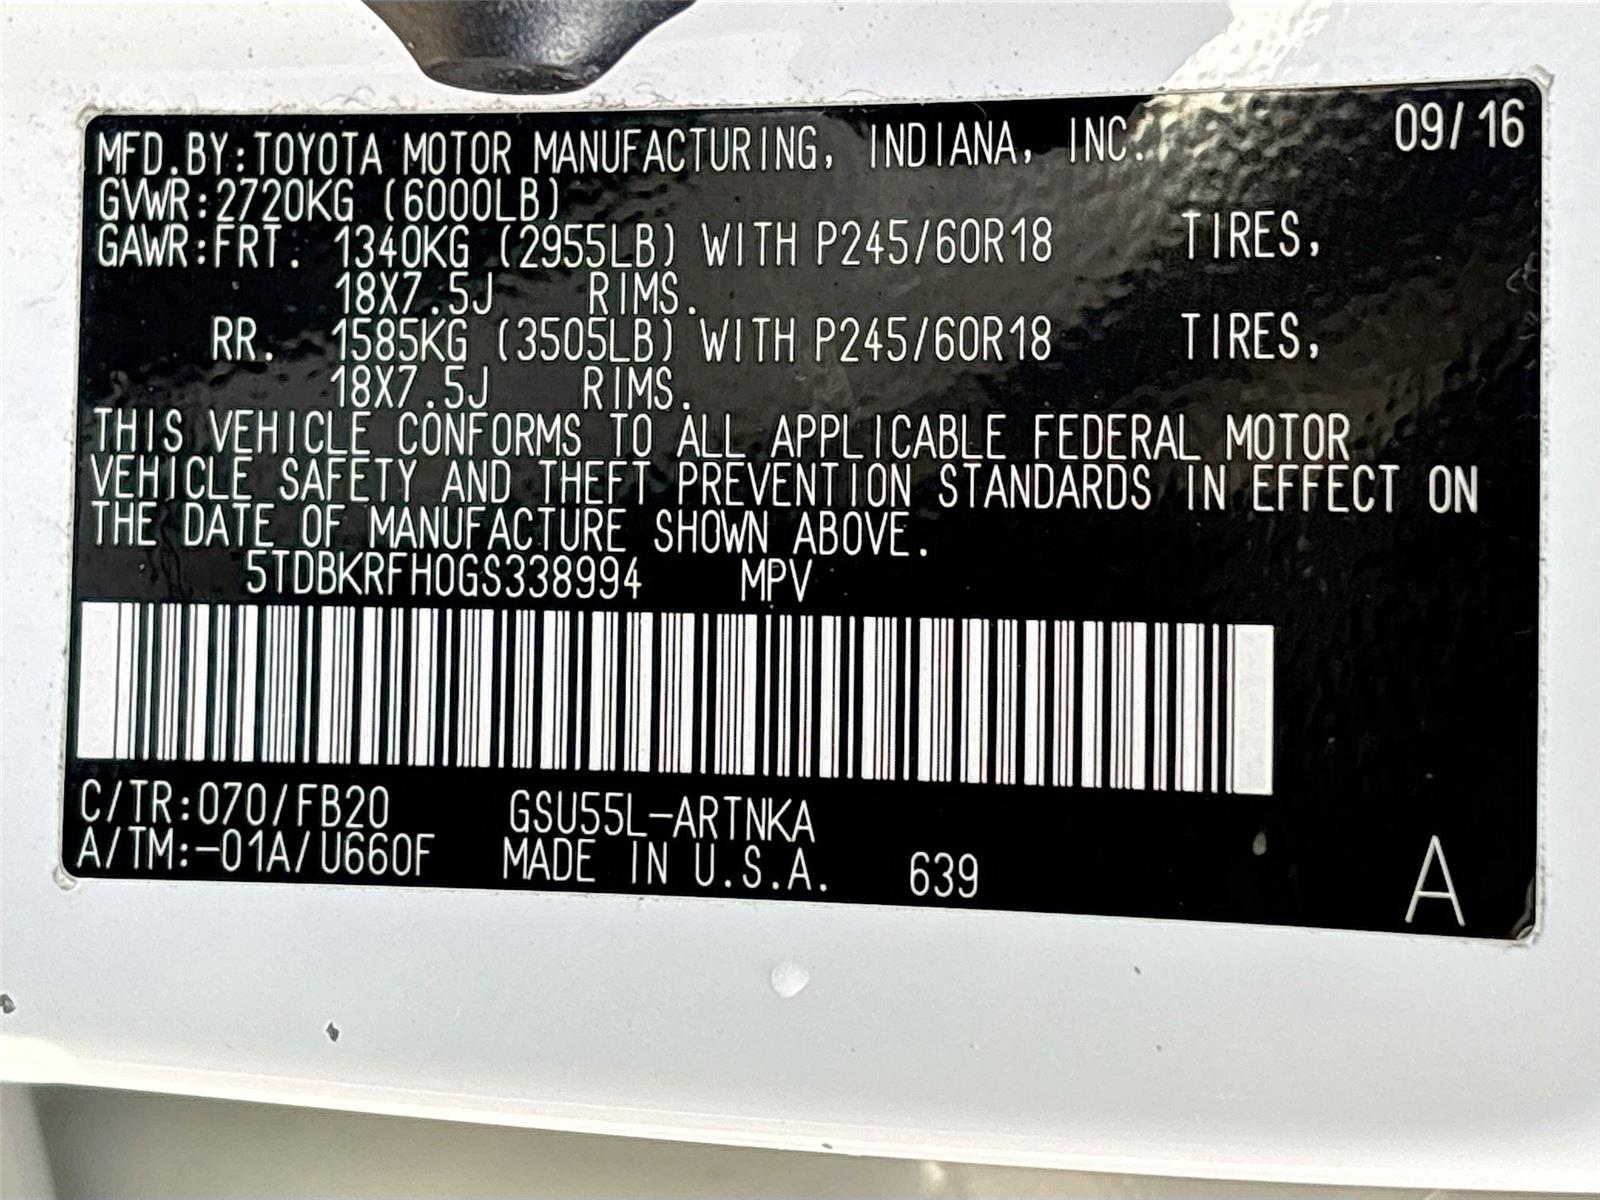 MFD.BY:TOYOTA MOTOR MANUFACTURING, INDIANA, INC. 09/16
GVWR:2720KG (6000LB)
GAWR:FRT. 1340KG (2955LB) WITH P245/60R18 TIRES,
18X7.5J RIMS.
RR. 1585KG (3505LB) WITH P245/60R18 TIRES,
18X7.5J RIMS.
THIS VEHICLE CONFORMS TO ALL APPLICABLE FEDERAL MOTOR
VEHICLE SAFETY AND THEFT PREVENTION STANDARDS IN EFFECT ON
THE DATE OF MANUFACTURE SHOWN ABOVE.
5TDBKRFH0GS338994 MPV
C/TR:070/FB20 GSU55L-ARTNKA
A/TM:-01A/U660F MADE IN U.S.A. 639 A